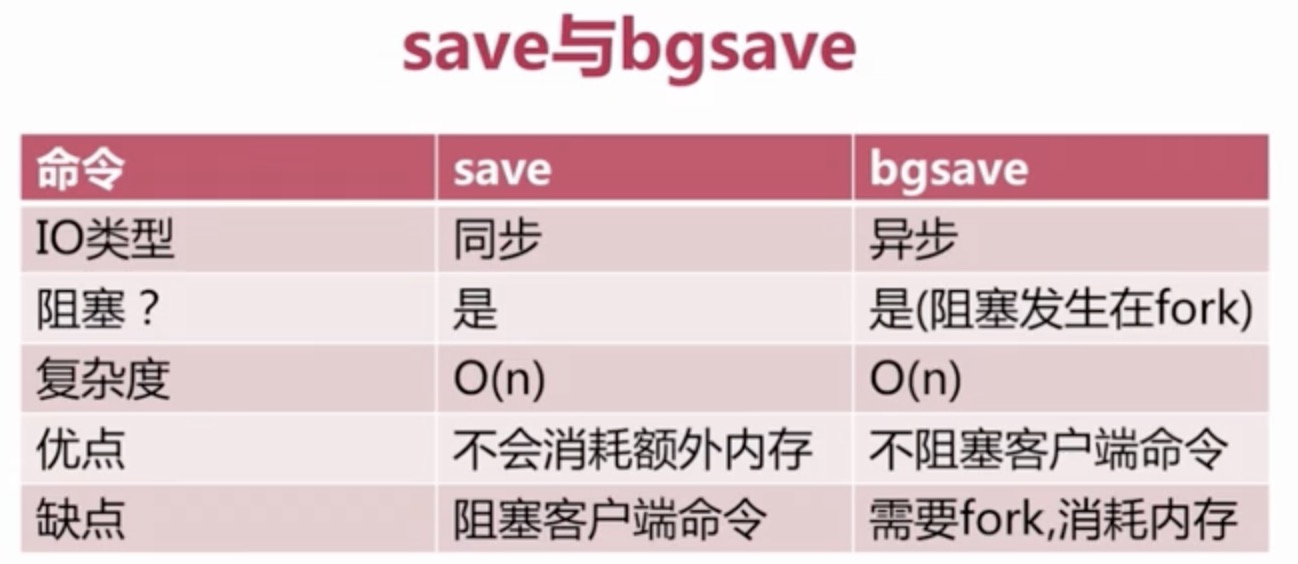 save与bgsave
命令 save bgsave
IO类型 同步 异步
阻塞？ 是 是(阻塞发生在fork)
复杂度 O(n) O(n)
优点 不会消耗额外内存 不阻塞客户端命令
缺点 阻塞客户端命令 需要fork,消耗内存